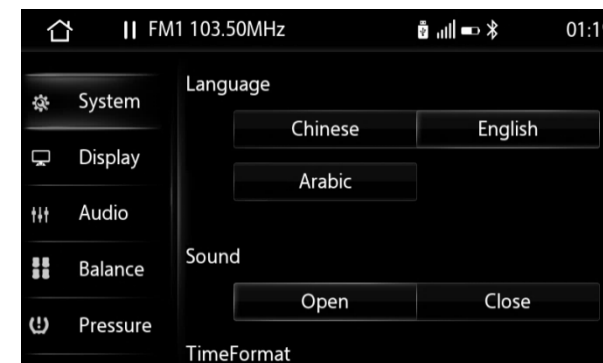 FM1 103.50MHz 01:1
System
Display
Audio
Balance
Pressure
Language
Chinese English
Arabic
Sound
Open Close
TimeFormat